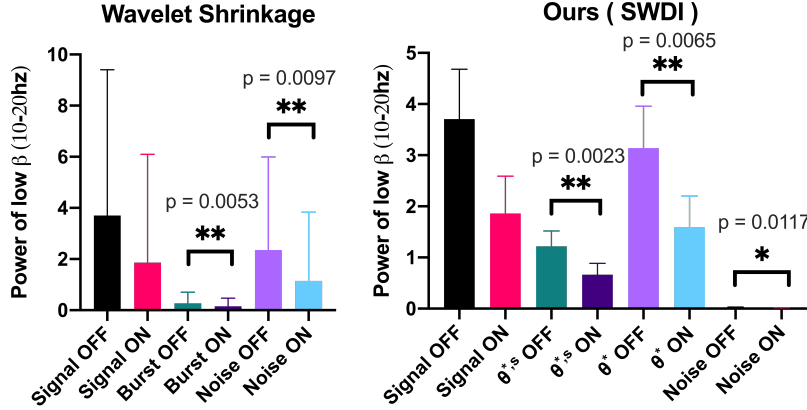 Wavelet Shrinkage
Power of low β (10-20hz)
10
8
6
4
2
0
p = 0.0053
**
p = 0.0097
**
Signal OFF
Signal ON
Burst OFF
Burst ON
Noise OFF
Noise ON
Ours ( SWDI )
Power of low β (10-20hz)
5
4
3
2
1
0
p = 0.0023
**
p = 0.0065
**
p = 0.0117
*
Signal OFF
Signal ON
θ*,s OFF
θ*,s ON
θ* OFF
θ* ON
Noise OFF
Noise ON